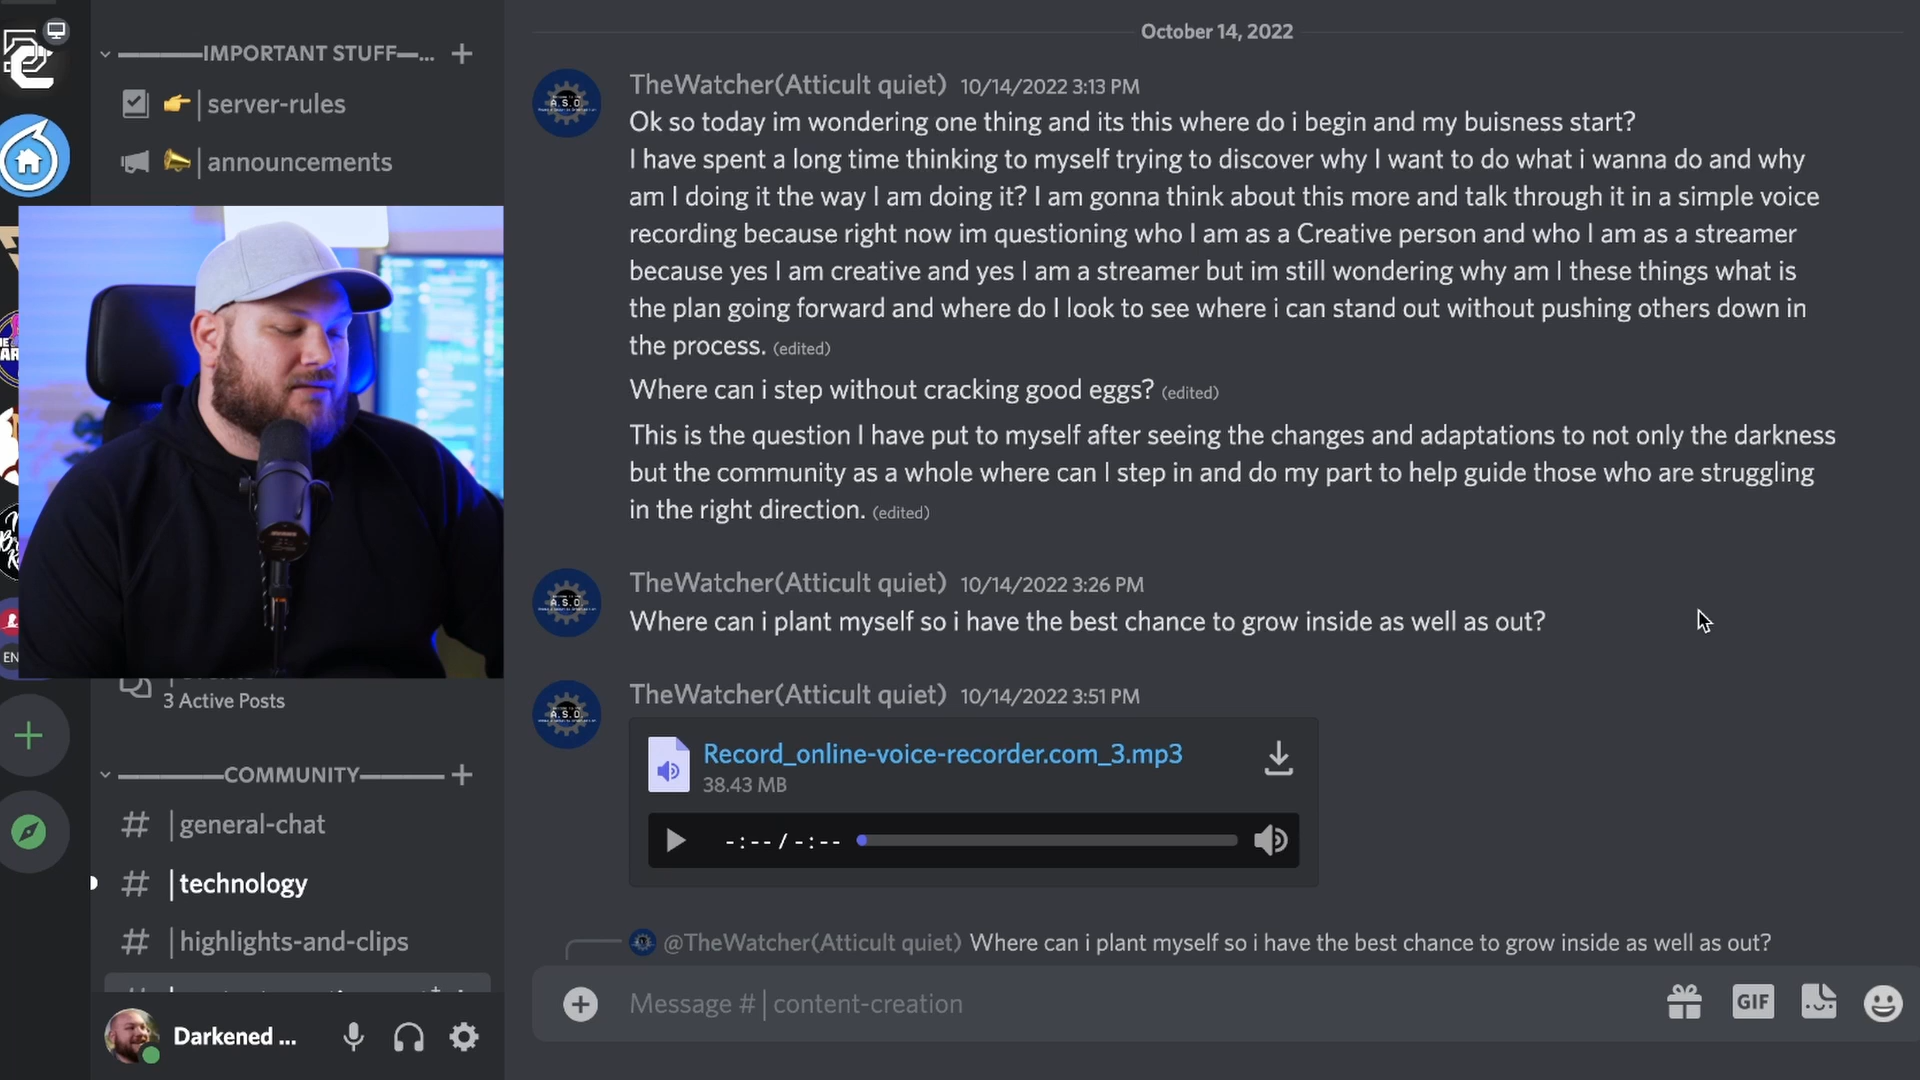 IMPORTANT STUFF
server-rules
announcements
3 Active Posts
COMMUNITY
general-chat
technology
highlights-and-clips
Darkened ...
EN
October 14, 2022
TheWatcher(Atticult quiet) 10/14/2022 3:13 PM
Ok so today im wondering one thing and its this where do i begin and my buisness start?
I have spent a long time thinking to myself trying to discover why I want to do what i wanna do and why
am I doing it the way I am doing it? I am gonna think about this more and talk through it in a simple voice
recording because right now im questioning who I am as a Creative person and who I am as a streamer
because yes I am creative and yes I am a streamer but im still wondering why am I these things what is
the plan going forward and where do I look to see where i can stand out without pushing others down in
the process. (edited)
Where can i step without cracking good eggs? (edited)
This is the question I have put to myself after seeing the changes and adaptations to not only the darkness
but the community as a whole where can I step in and do my part to help guide those who are struggling
in the right direction. (edited)
A.S.D.
TheWatcher(Atticult quiet) 10/14/2022 3:26 PM
Where can i plant myself so i have the best chance to grow inside as well as out?
A.S.D.
TheWatcher(Atticult quiet) 10/14/2022 3:51 PM
A.S.D.
Record_online-voice-recorder.com_3.mp3
38.43 MB
-:-- / -:--
@TheWatcher(Atticult quiet) Where can i plant myself so i have the best chance to grow inside as well as out?
Message # | content-creation
GIF